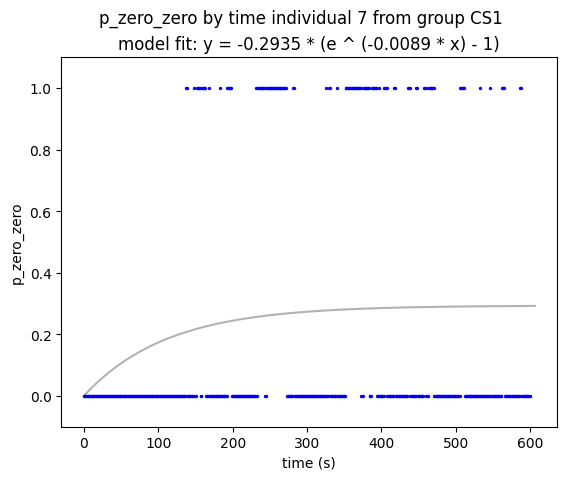 p_zero_zero by time individual 7 from group CS1
model fit: y = -0.2935 * (e ^ (-0.0089 * x) - 1)
1.0
0.8
0.6
0.4
0.2
0.0
p_zero_zero
0 100 200 300 400 500 600
time (s)